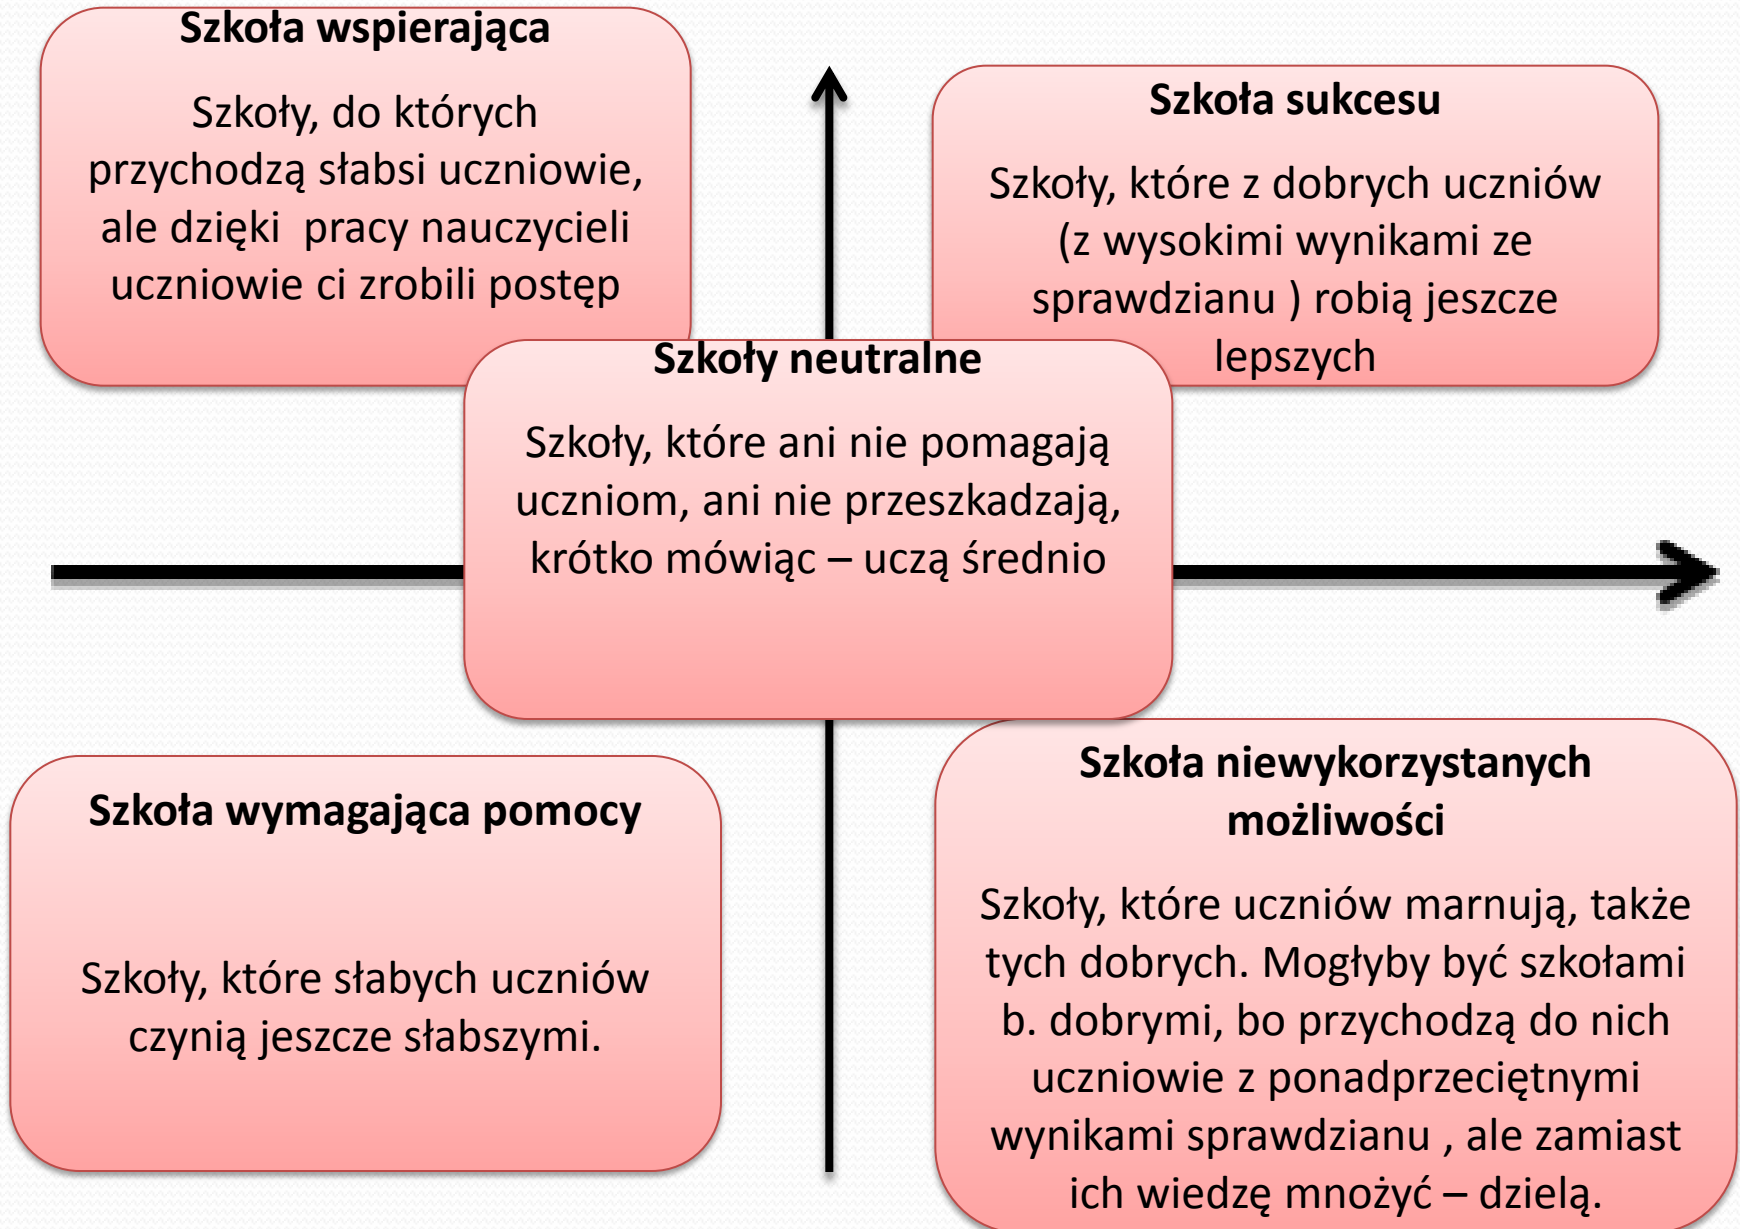 Szkoła wspierająca
Szkoły, do których
przychodzą słabsi uczniowie,
ale dzięki pracy nauczycieli
uczniowie ci zrobili postęp
Szkoła sukcesu
Szkoły, które z dobrych uczniów
(z wysokimi wynikami ze
sprawdzianu ) robią jeszcze
lepszych
Szkoły neutralne
Szkoły, które ani nie pomagają
uczniom, ani nie przeszkadzają,
krótko mówiąc – uczą średnio
Szkoła wymagająca pomocy
Szkoły, które słabych uczniów
czynią jeszcze słabszymi.
Szkoła niewykorzystanych
możliwości
Szkoły, które uczniów marnują, także
tych dobrych. Mogłyby być szkołami
b. dobrymi, bo przychodzą do nich
uczniowie z ponadprzeciętnymi
wynikami sprawdzianu , ale zamiast
ich wiedzę mnożyć – dzielą.